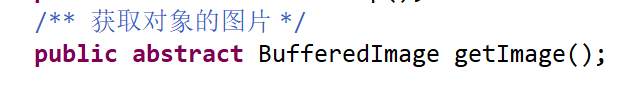 /** 获取对象的图片 */
public abstract BufferedImage getImage();